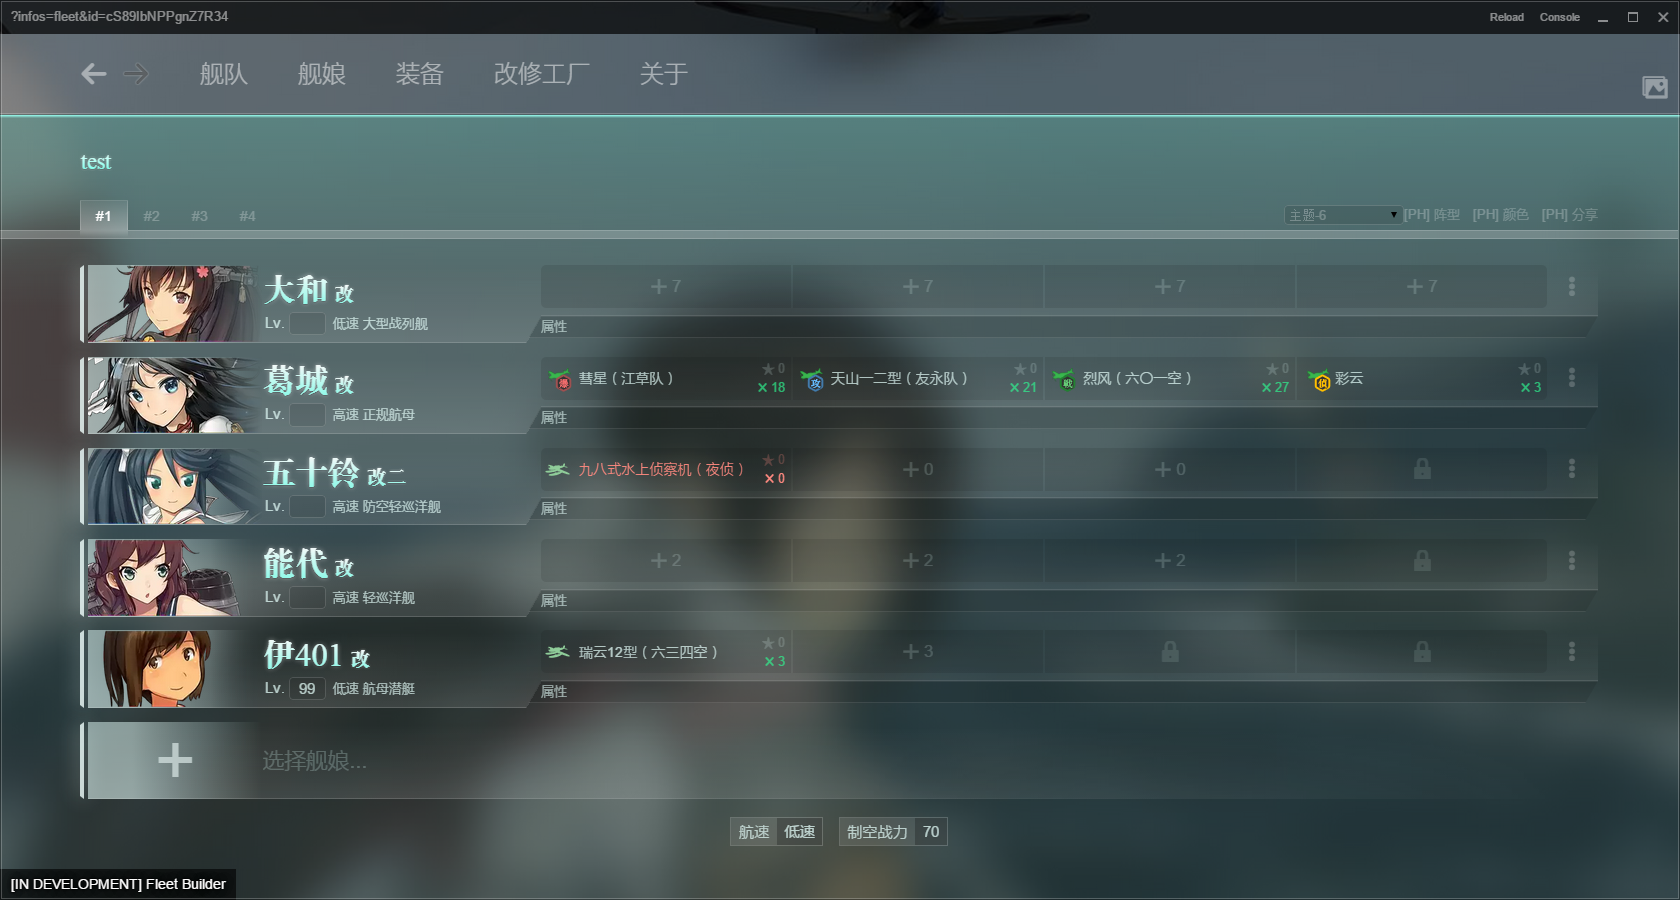 ?infos=fleet&id=cS89IbNPPgnZ7R34 Reload Console
舰队 舰娘 装备 改修工厂 关于
test
#1 #2 #3 #4 主题-6 [PH] 阵型 [PH] 颜色 [PH] 分享
大和 改 +7 +7 +7 +7
Lv. 低速 大型战列舰 属性
葛城 改 爆 彗星（江草队） ★0 ×18 攻 天山一二型（友永队） ★0 ×21 戦 烈风（六〇一空） ★0 ×27 偵 彩云 ★0 ×3
Lv. 高速 正规航母 属性
五十铃 改二 九八式水上侦察机（夜侦） ★0 ×0 +0 +0
Lv. 高速 防空轻巡洋舰 属性
能代 改 +2 +2 +2
Lv. 高速 轻巡洋舰 属性
伊401 改 瑞云12型（六三四空） ★0 ×3 +3
Lv. 99 低速 航母潜艇 属性
选择舰娘...
航速 低速 制空战力 70
[IN DEVELOPMENT] Fleet Builder